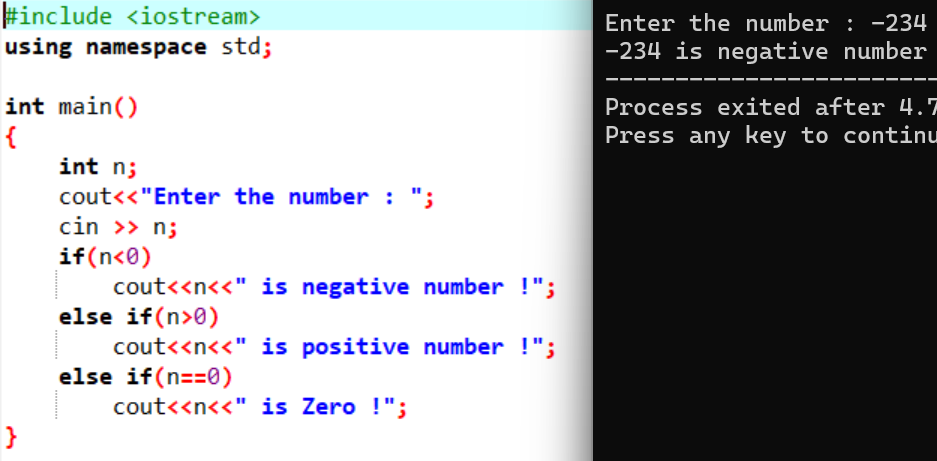 #include <iostream>
using namespace std;
int main()
{
int n;
cout<<"Enter the number : ";
cin >> n;
if(n<0)
cout<<n<<" is negative number !";
else if(n>0)
cout<<n<<" is positive number !";
else if(n==0)
cout<<n<<" is Zero !";
}
Enter the number : -234
-234 is negative number
------------------------
Process exited after 4.7
Press any key to continu